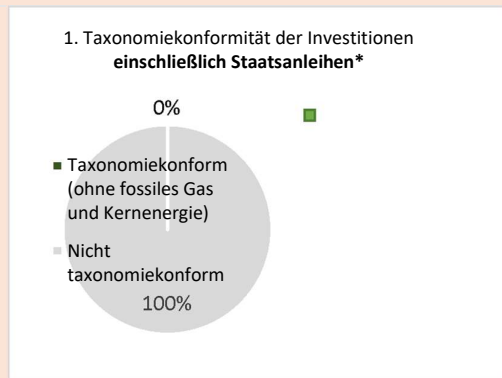 1. Taxonomiekonformität der Investitionen
einschließlich Staatsanleihen*
0%
Taxonomiekonform
(ohne fossiles Gas
und Kernenergie)
Nicht
taxonomiekonform
100%